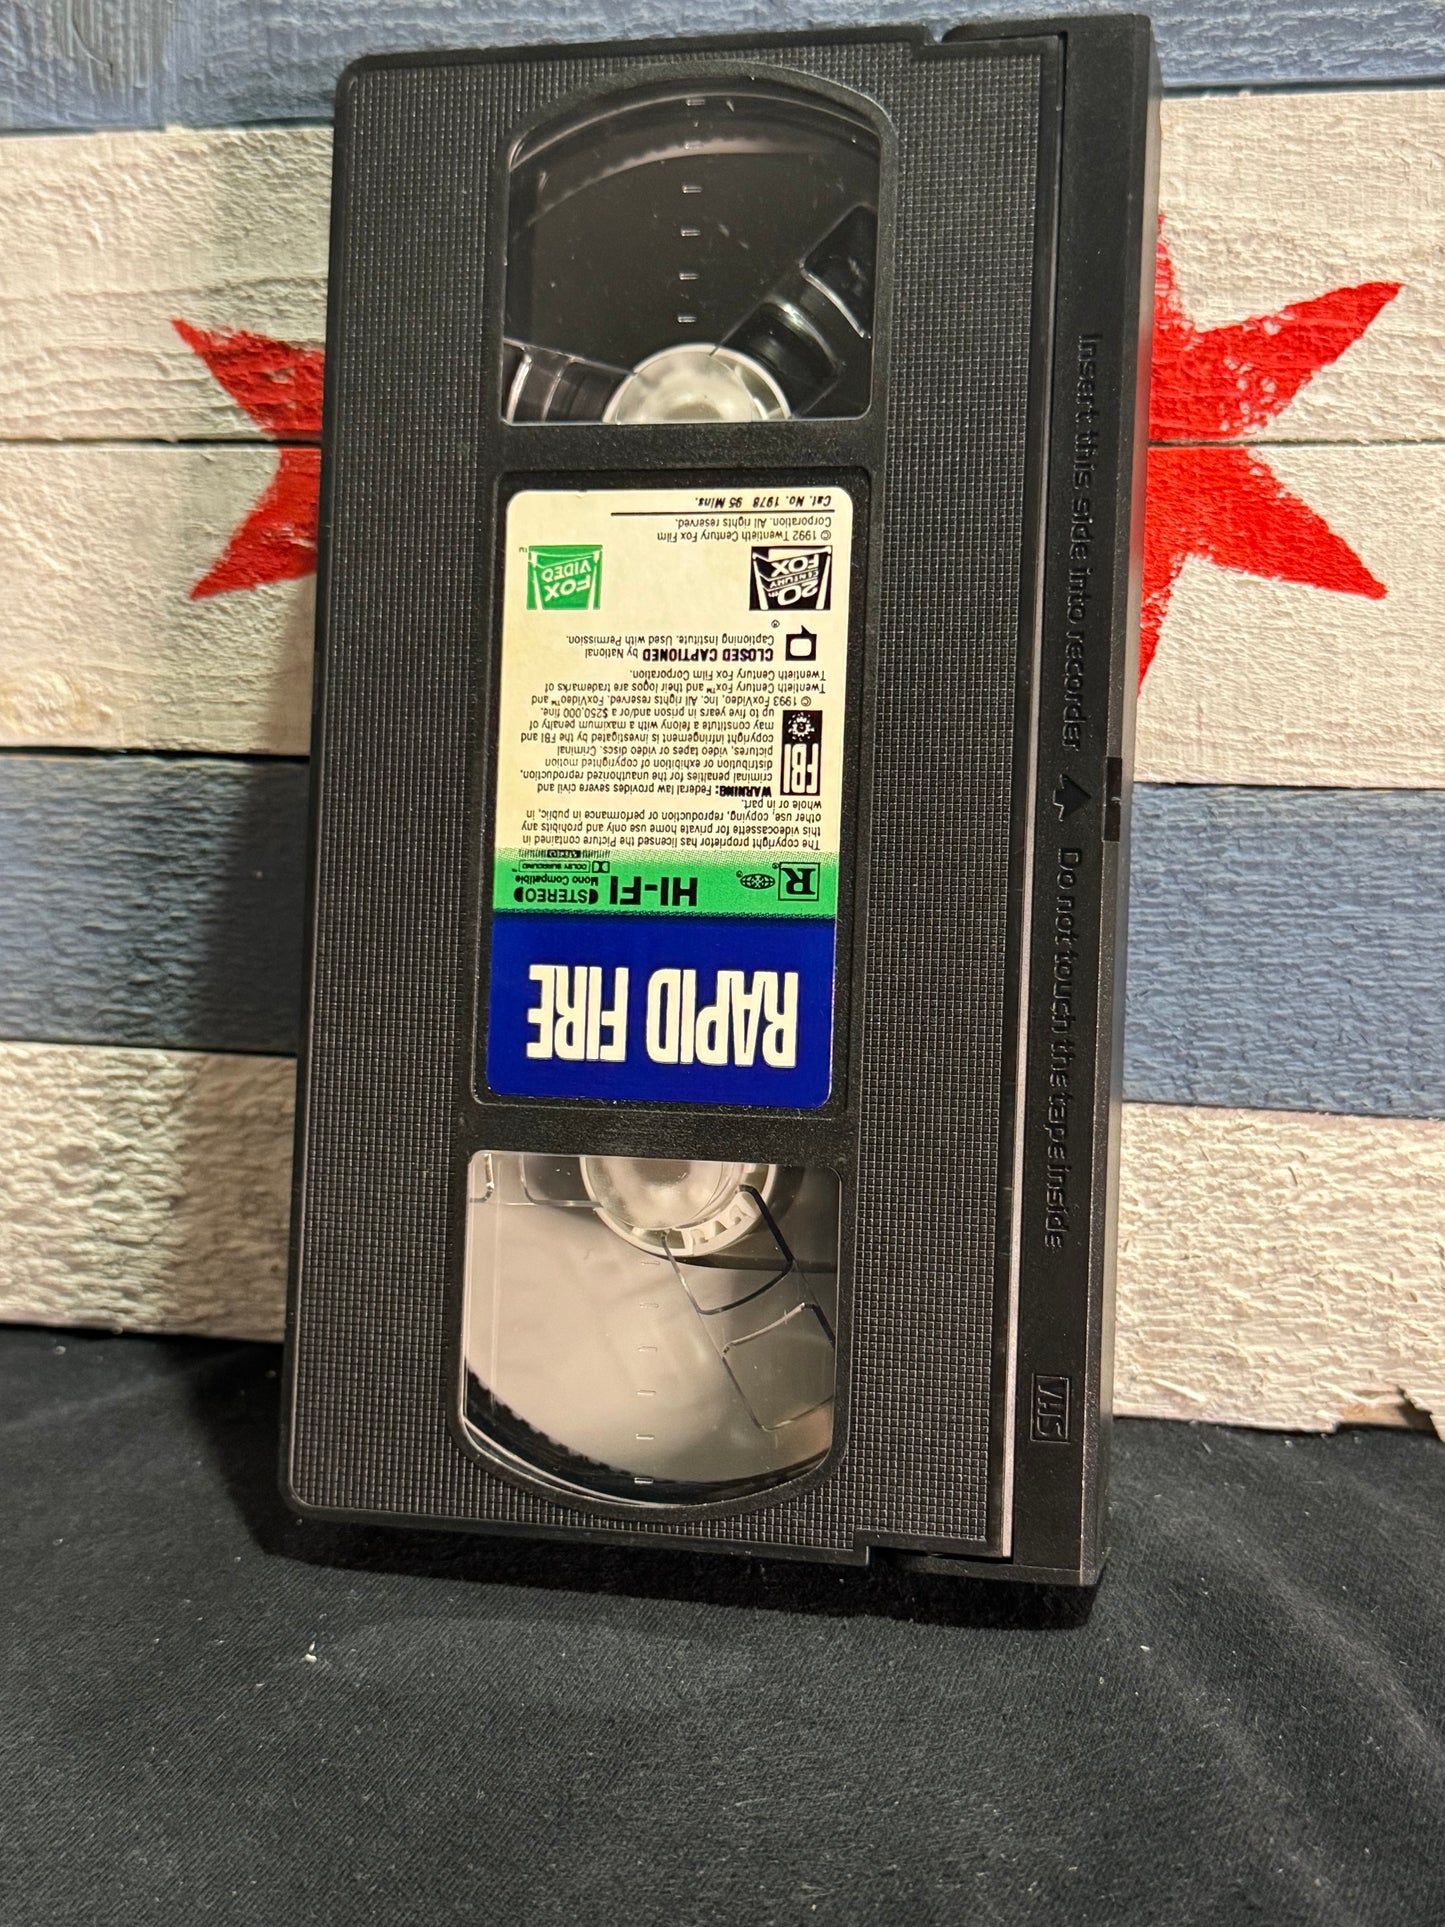 RAPID FIRE
R
HI-FI
STEREO
Mono Compatible
DOLBY SURROUND
STEREO
The copyright proprietor has licensed the Picture contained in
this videocassette for private home use only and prohibits any
other use, copying, reproduction or performance in public, in
whole or in part.
FBI
WARNING: Federal law provides severe civil and
criminal penalties for the unauthorized reproduction,
distribution or exhibition of copyrighted motion
pictures, video tapes or video discs. Criminal
copyright infringement is investigated by the FBI and
may constitute a felony with a maximum penalty of
up to five years in prison and/or a $250,000 fine.
© 1993 FoxVideo, Inc. All rights reserved. FoxVideo™ and
Twentieth Century Fox™ and their logos are trademarks of
Twentieth Century Fox Film Corporation.
CLOSED CAPTIONED by National
Captioning Institute. Used with Permission.
®
20th
CENTURY
FOX
FOX
VIDEO
TM
© 1992 Twentieth Century Fox Film
Corporation. All rights reserved.
Cat. No. 1978 95 Mins.
Insert this side into recorder
Do not touch the tape inside
VHS